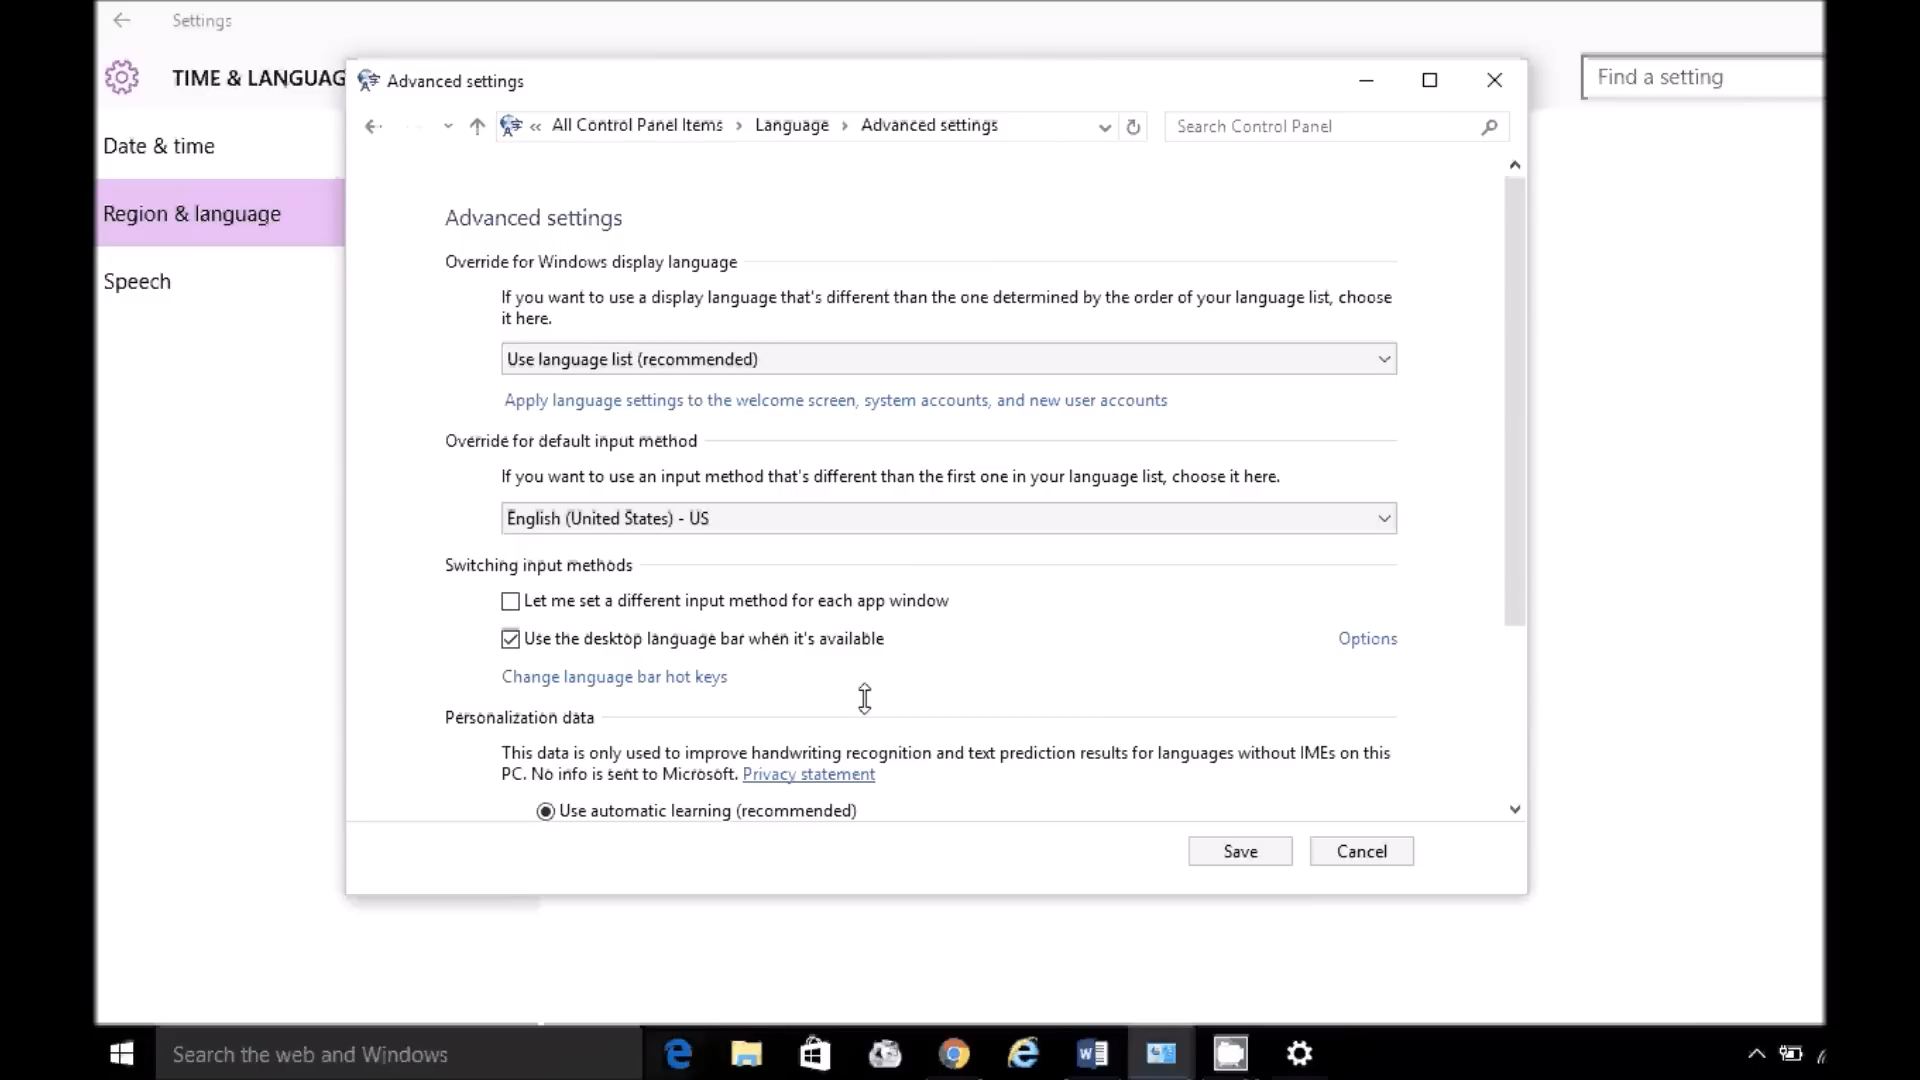 Settings
TIME & LANGUAG
Find a setting
Date & time
Region & language
Speech
Advanced settings
« All Control Panel Items › Language › Advanced settings
Search Control Panel
Advanced settings
Override for Windows display language
If you want to use a display language that's different than the one determined by the order of your language list, choose
it here.
Use language list (recommended)
Apply language settings to the welcome screen, system accounts, and new user accounts
Override for default input method
If you want to use an input method that's different than the first one in your language list, choose it here.
English (United States) - US
Switching input methods
Let me set a different input method for each app window
Use the desktop language bar when it's available
Options
Change language bar hot keys
Personalization data
This data is only used to improve handwriting recognition and text prediction results for languages without IMEs on this
PC. No info is sent to Microsoft. Privacy statement
Use automatic learning (recommended)
Save
Cancel
Search the web and Windows